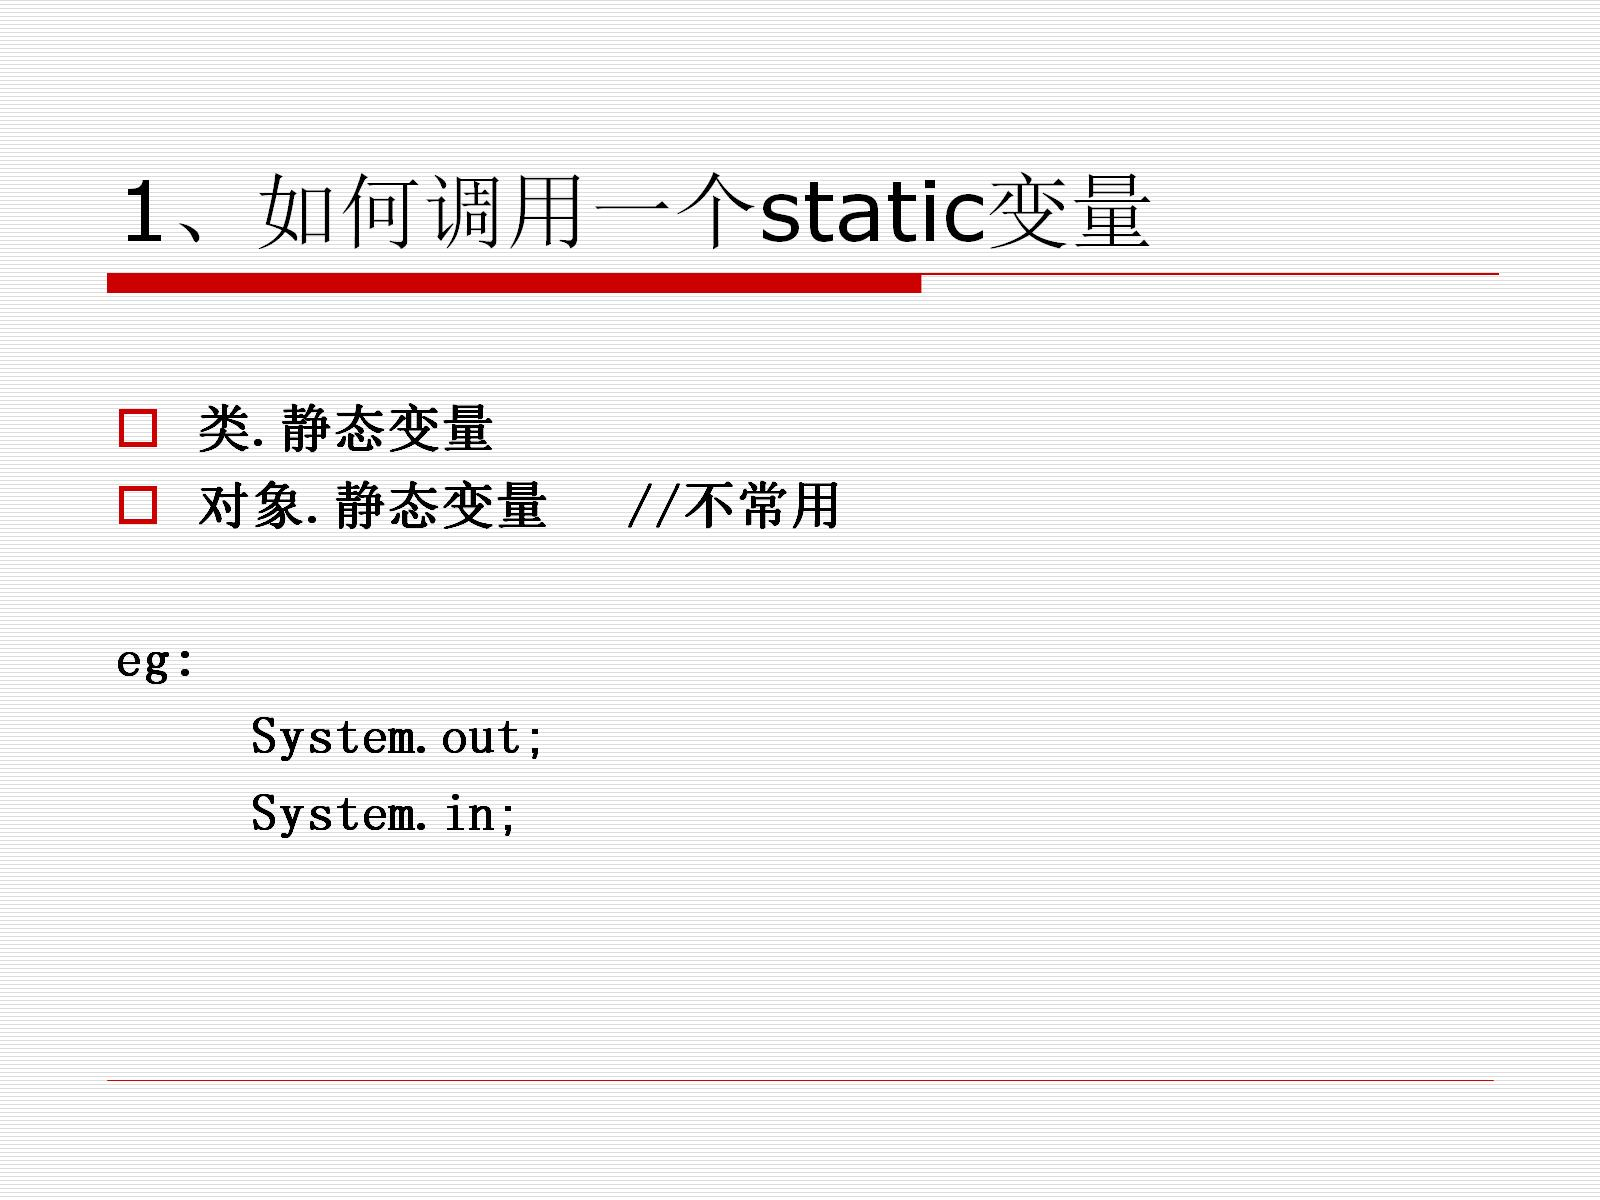 1、如何调用一个static变量
类.静态变量
对象.静态变量 //不常用
eg:
System.out;
System.in;